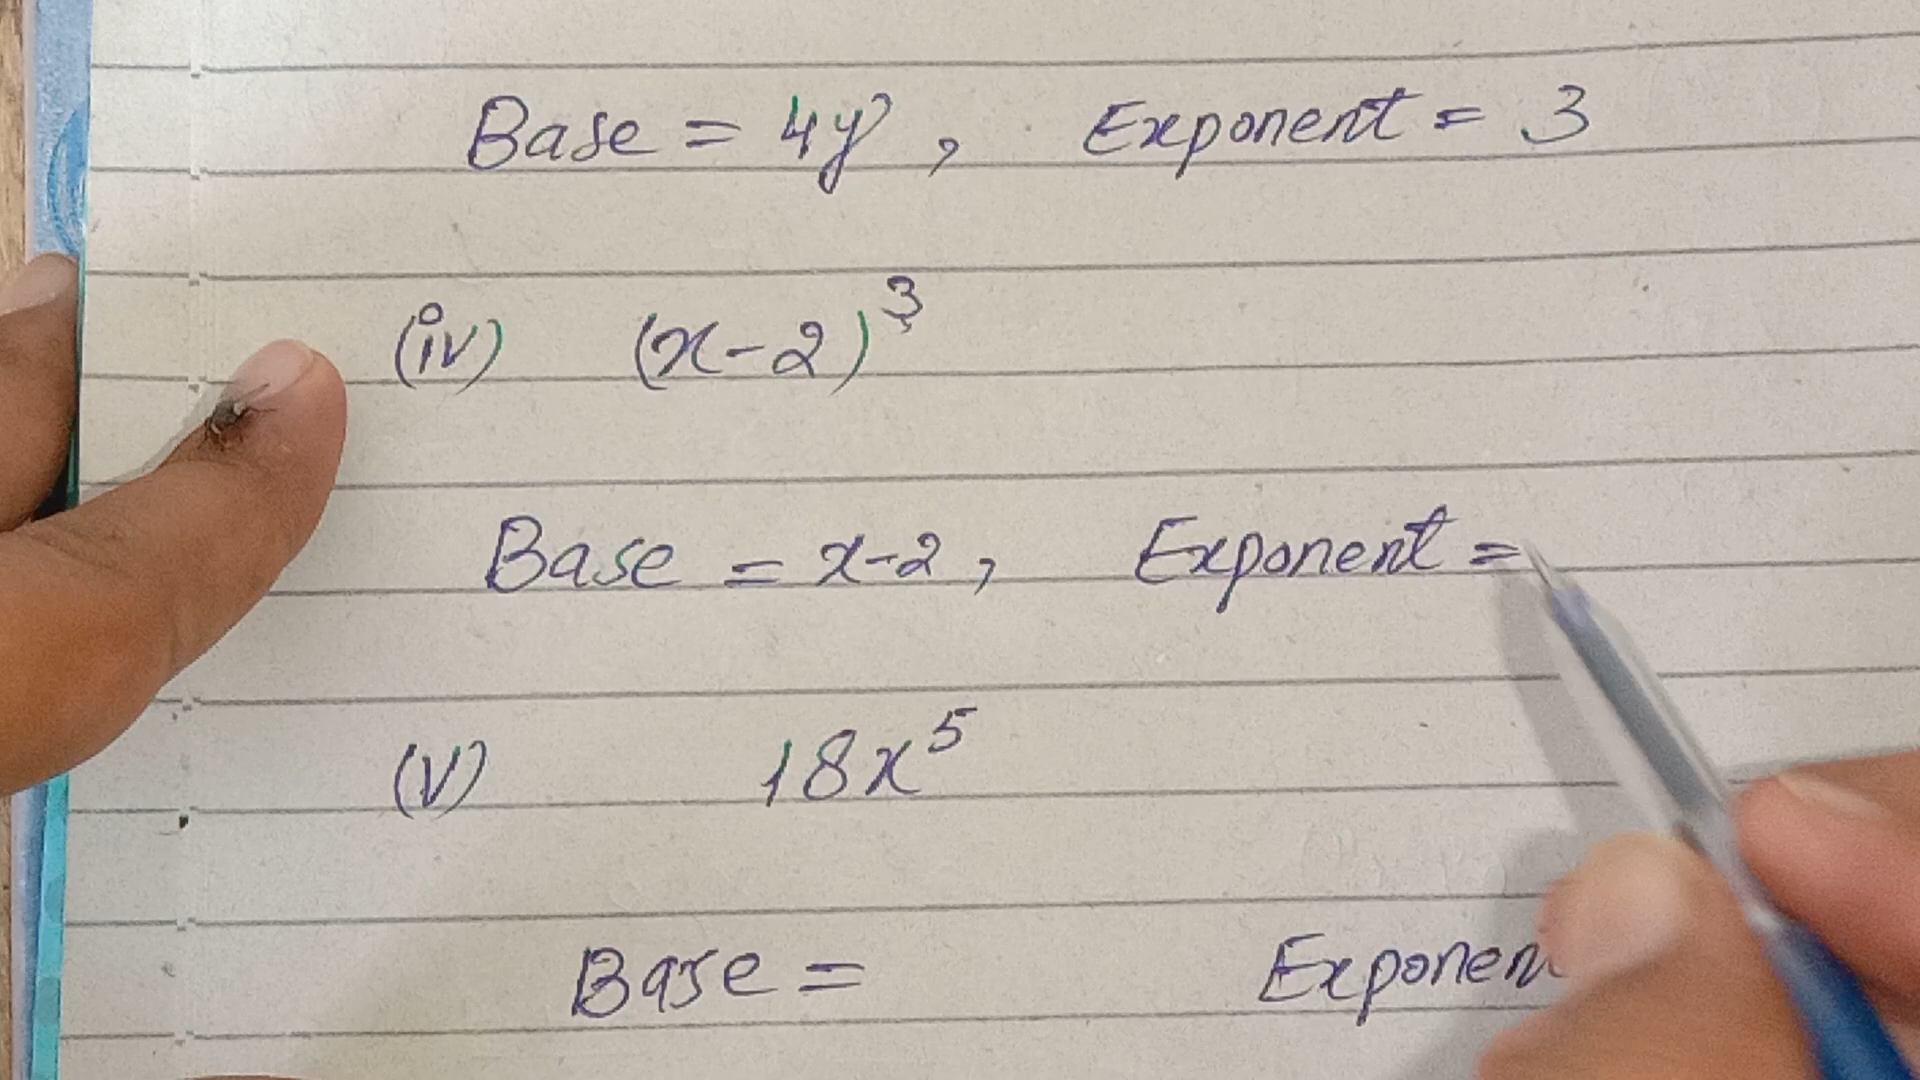 Base = 4y, Exponent = 3
(iv) (x-2)³
Base = x-2, Exponent =
(v) 18x⁵
Base = Exponen